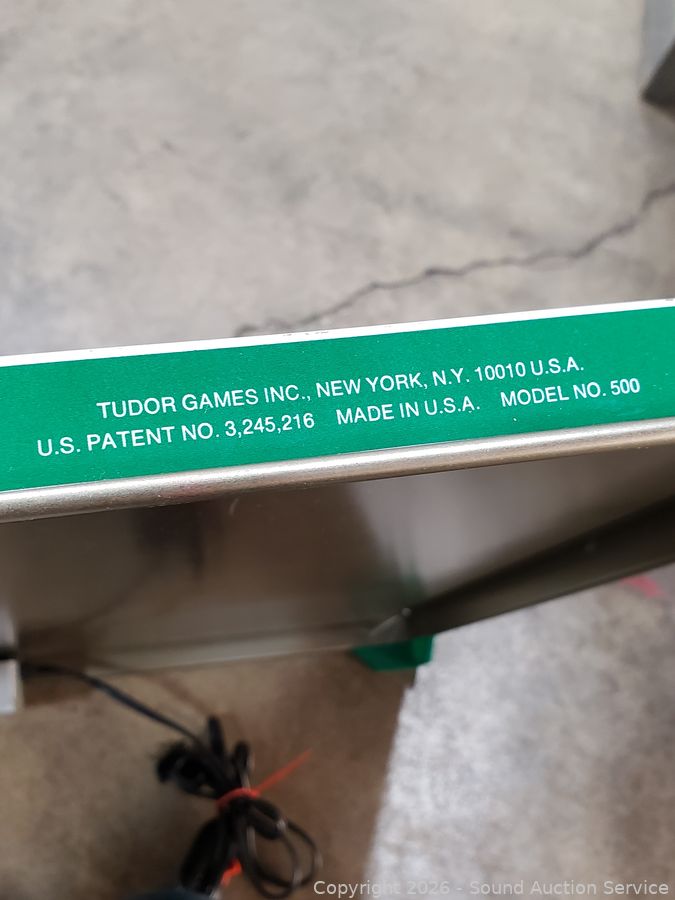 TUDOR GAMES INC., NEW YORK, N.Y. 10010 U.S.A.
U.S. PATENT NO. 3,245,216 MADE IN U.S.A. MODEL NO. 500
Copyright 2026 - Sound Auction Service